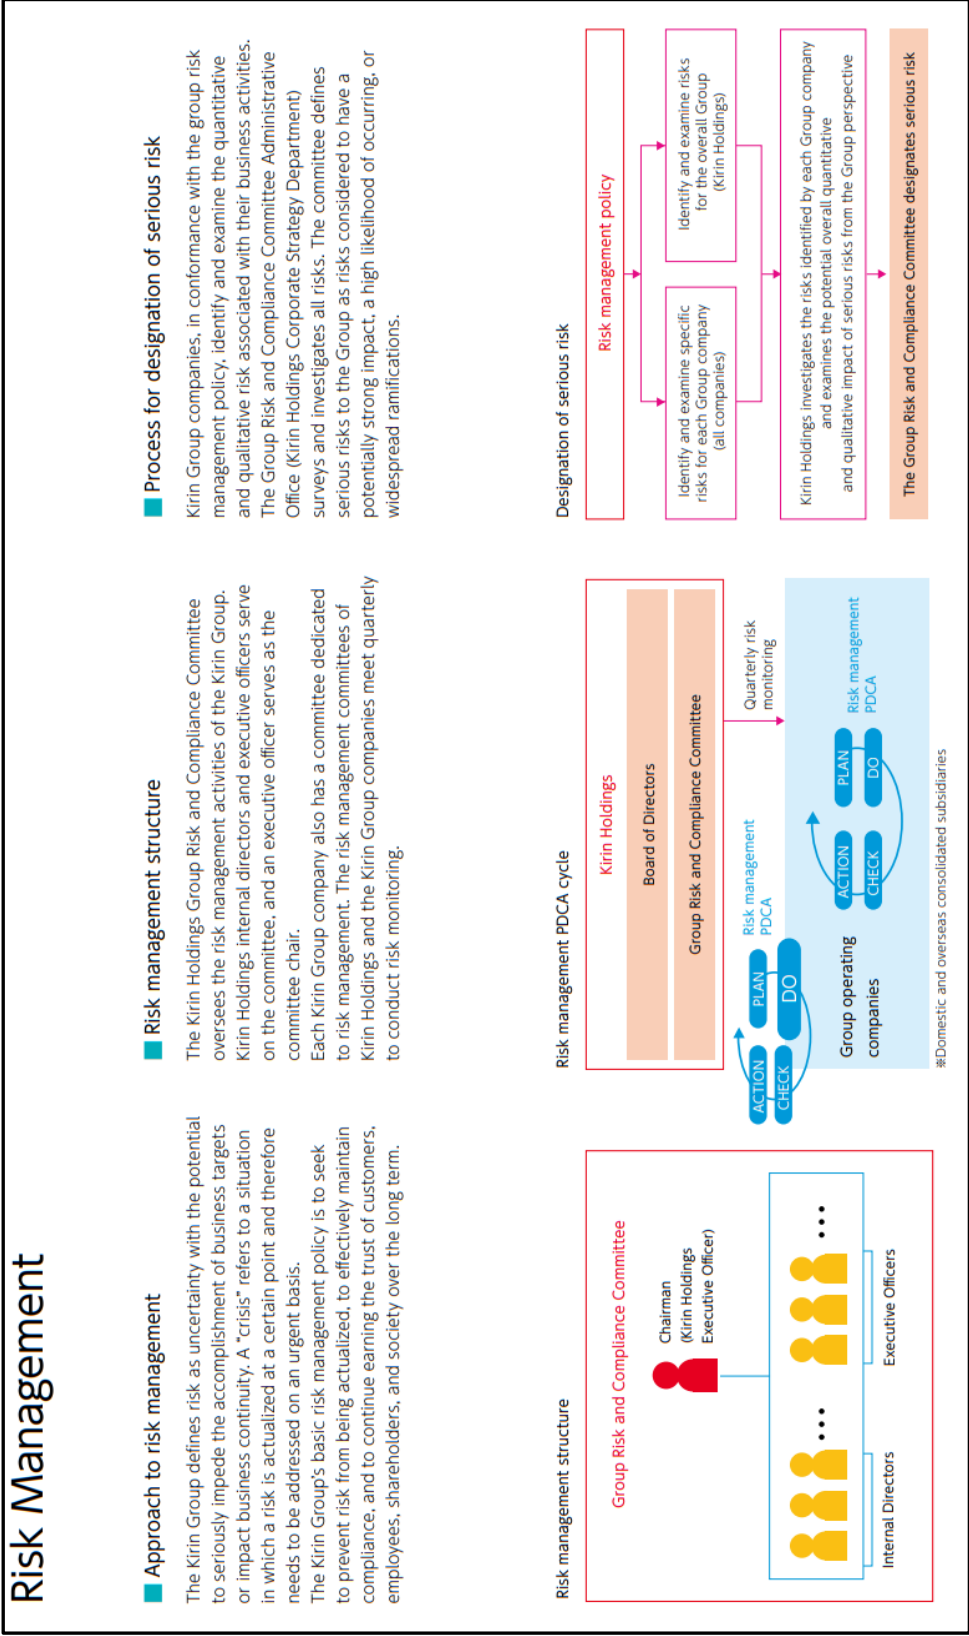 Risk Management
Approach to risk management
The Kirin Group defines risk as uncertainty with the potential
to seriously impede the accomplishment of business targets
or impact business continuity. A "crisis" refers to a situation
in which a risk is actualized at a certain point and therefore
needs to be addressed on an urgent basis.
The Kirin Group's basic risk management policy is to seek
to prevent risk from being actualized, to effectively maintain
compliance, and to continue earning the trust of customers,
employees, shareholders, and society over the long term.
Risk management structure
The Kirin Holdings Group Risk and Compliance Committee
oversees the risk management activities of the Kirin Group.
Kirin Holdings internal directors and executive officers serve
on the committee, and an executive officer serves as the
committee chair.
Each Kirin Group company also has a committee dedicated
to risk management. The risk management committees of
Kirin Holdings and the Kirin Group companies meet quarterly
to conduct risk monitoring.
Process for designation of serious risk
Kirin Group companies, in conformance with the group risk
management policy, identify and examine the quantitative
and qualitative risk associated with their business activities.
The Group Risk and Compliance Committee Administrative
Office (Kirin Holdings Corporate Strategy Department)
surveys and investigates all risks. The committee defines
serious risks to the Group as risks considered to have a
potentially strong impact, a high likelihood of occurring, or
widespread ramifications.
Risk management structure
Group Risk and Compliance Committee
Chairman
(Kirin Holdings
Executive Officer)
Internal Directors
Executive Officers
Risk management PDCA cycle
Kirin Holdings
Board of Directors
Group Risk and Compliance Committee
ACTION
PLAN
CHECK
DO
Risk management
PDCA
Quarterly risk
monitoring
Group operating
companies
ACTION
PLAN
CHECK
DO
Risk management
PDCA
※Domestic and overseas consolidated subsidiaries
Designation of serious risk
Risk management policy
Identify and examine specific
risks for each Group company
(all companies)
Identify and examine risks
for the overall Group
(Kirin Holdings)
Kirin Holdings investigates the risks identified by each Group company
and examines the potential overall quantitative
and qualitative impact of serious risks from the Group perspective
The Group Risk and Compliance Committee designates serious risk